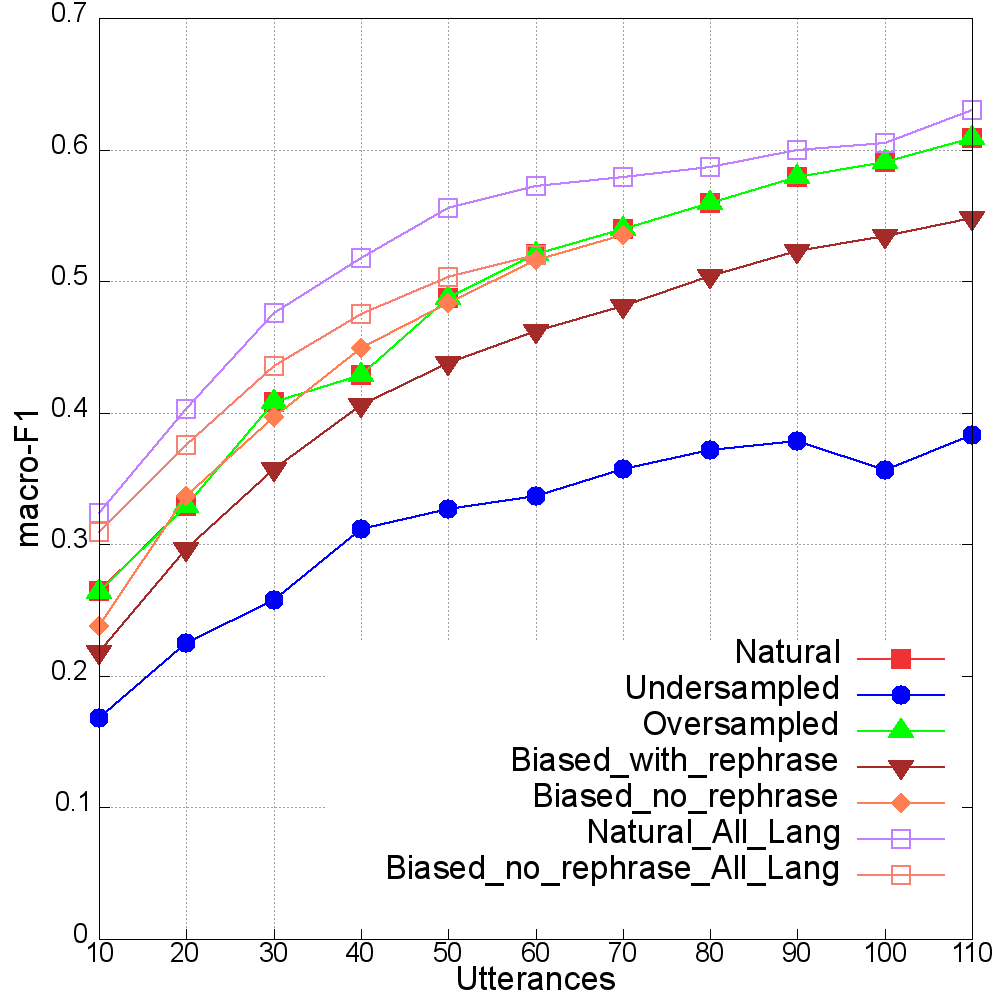 0.7
0.6
0.5
0.4
0.3
0.2
0.1
0
macro-F1
Natural
Undersampled
Oversampled
Biased_with_rephrase
Biased_no_rephrase
Natural_All_Lang
Biased_no_rephrase_All_Lang
10 20 30 40 50 60 70 80 90 100 110
Utterances